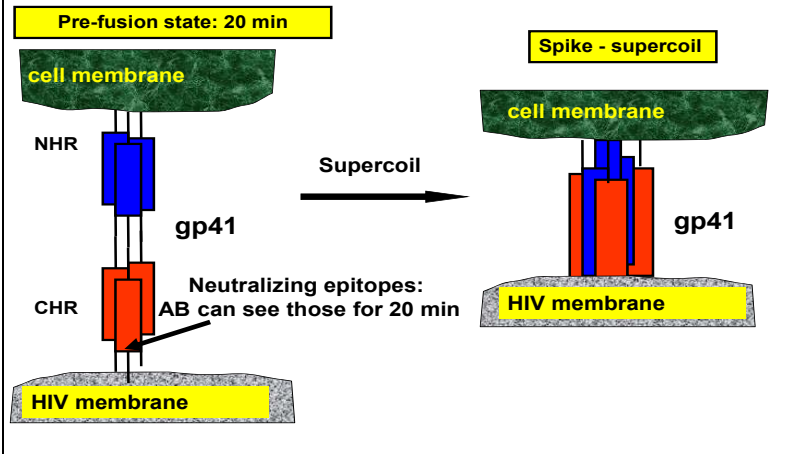 Pre-fusion state: 20 min
cell membrane
NHR
gp41
CHR
Neutralizing epitopes:
AB can see those for 20 min
HIV membrane
Supercoil
Spike - supercoil
cell membrane
gp41
HIV membrane